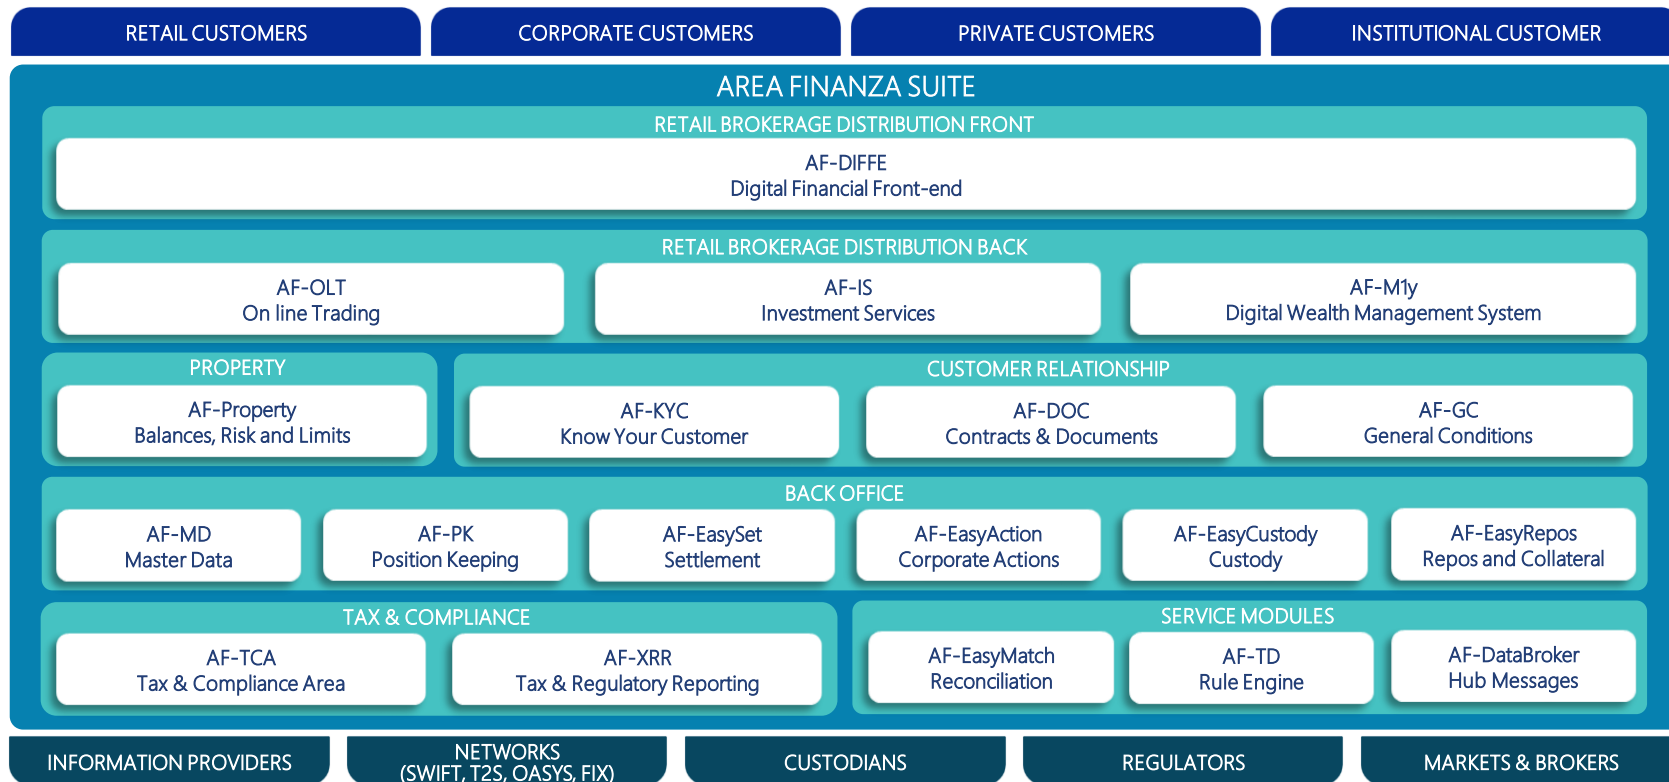 RETAIL CUSTOMERS
CORPORATE CUSTOMERS
PRIVATE CUSTOMERS
INSTITUTIONAL CUSTOMER
AREA FINANZA SUITE
RETAIL BROKERAGE DISTRIBUTION FRONT
AF-DIFFE
Digital Financial Front-end
RETAIL BROKERAGE DISTRIBUTION BACK
AF-OLT
On line Trading
AF-IS
Investment Services
AF-M1y
Digital Wealth Management System
PROPERTY
AF-Property
Balances, Risk and Limits
CUSTOMER RELATIONSHIP
AF-KYC
Know Your Customer
AF-DOC
Contracts & Documents
AF-GC
General Conditions
BACK OFFICE
AF-MD
Master Data
AF-PK
Position Keeping
AF-EasySet
Settlement
AF-EasyAction
Corporate Actions
AF-EasyCustody
Custody
AF-EasyRepos
Repos and Collateral
TAX & COMPLIANCE
AF-TCA
Tax & Compliance Area
AF-XRR
Tax & Regulatory Reporting
SERVICE MODULES
AF-EasyMatch
Reconciliation
AF-TD
Rule Engine
AF-DataBroker
Hub Messages
INFORMATION PROVIDERS
NETWORKS
(SWIFT, T2S, OASYS, FIX)
CUSTODIANS
REGULATORS
MARKETS & BROKERS